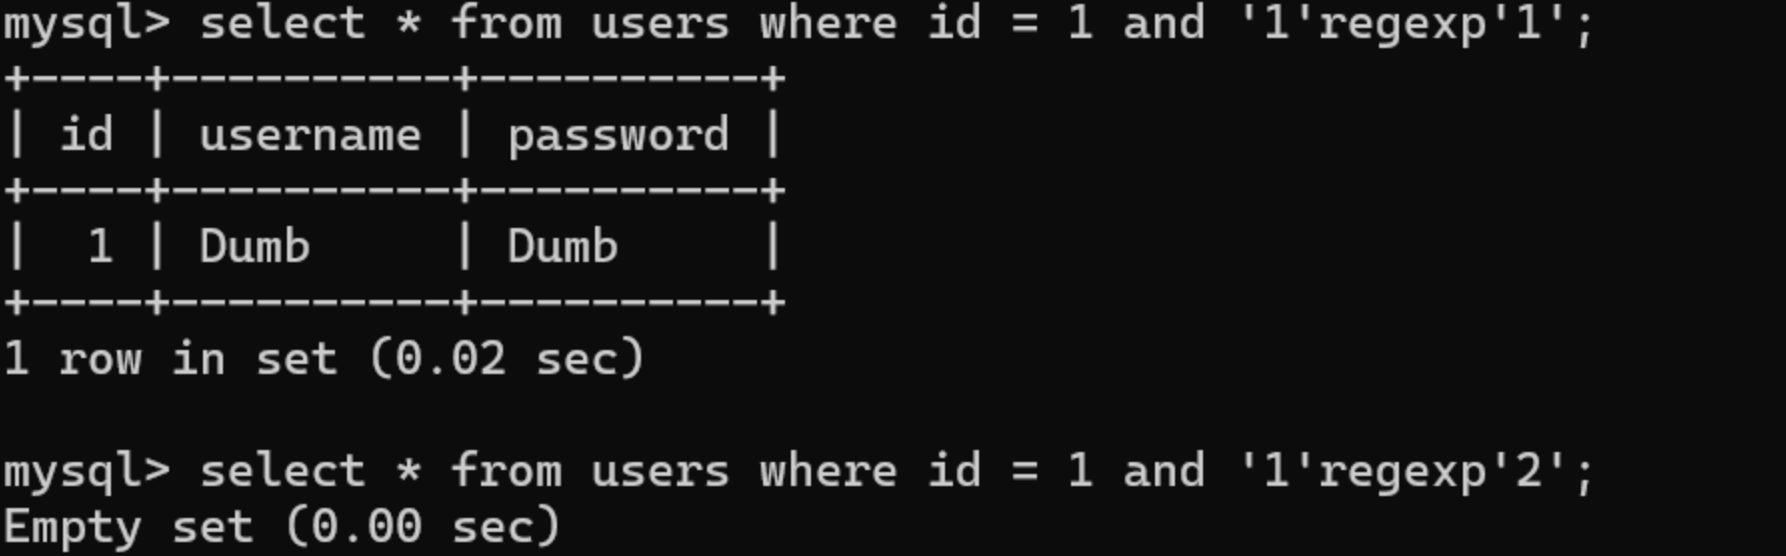 mysql> select * from users where id = 1 and '1'regexp'1';
+----+----------+----------+
| id | username | password |
+----+----------+----------+
|  1 | Dumb     | Dumb     |
+----+----------+----------+
1 row in set (0.02 sec)
mysql> select * from users where id = 1 and '1'regexp'2';
Empty set (0.00 sec)